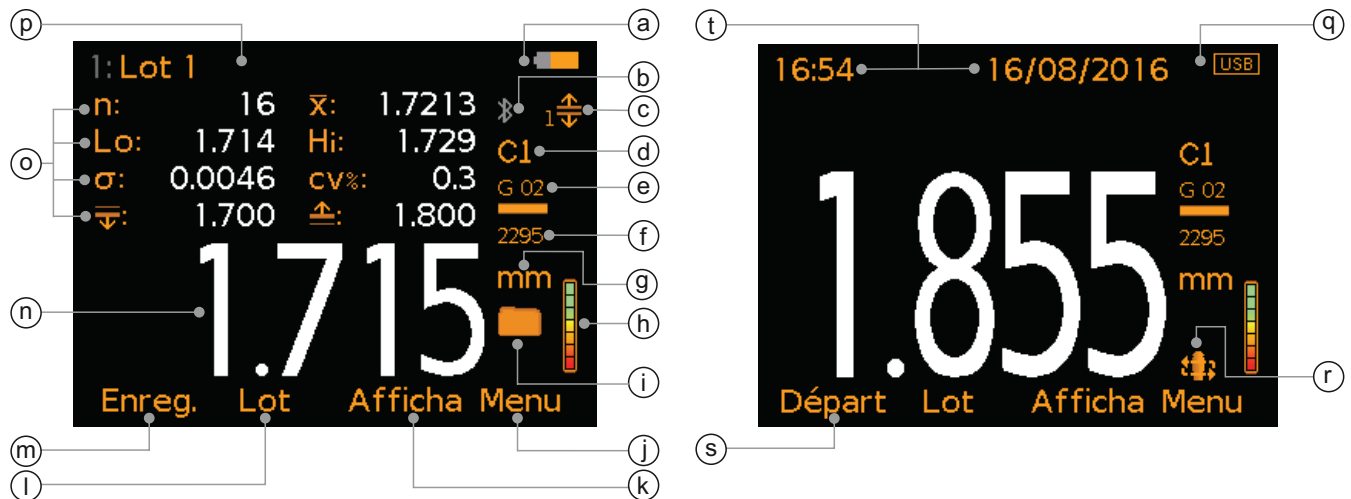 p
a
1: Lot 1
b
n: 16 x̅: 1.7213
1
c
Lo: 1.714 Hi: 1.729
C1
d
o
σ: 0.0046 cv%: 0.3
G 02
e
1.700 1.800
2295
f
mm
g
n
1.715
h
i
Enreg. Lot Afficha Menu
m
j
l
k
t
q
16:54 16/08/2016 USB
C1
G 02
2295
mm
1.855
r
Départ Lot Afficha Menu
s